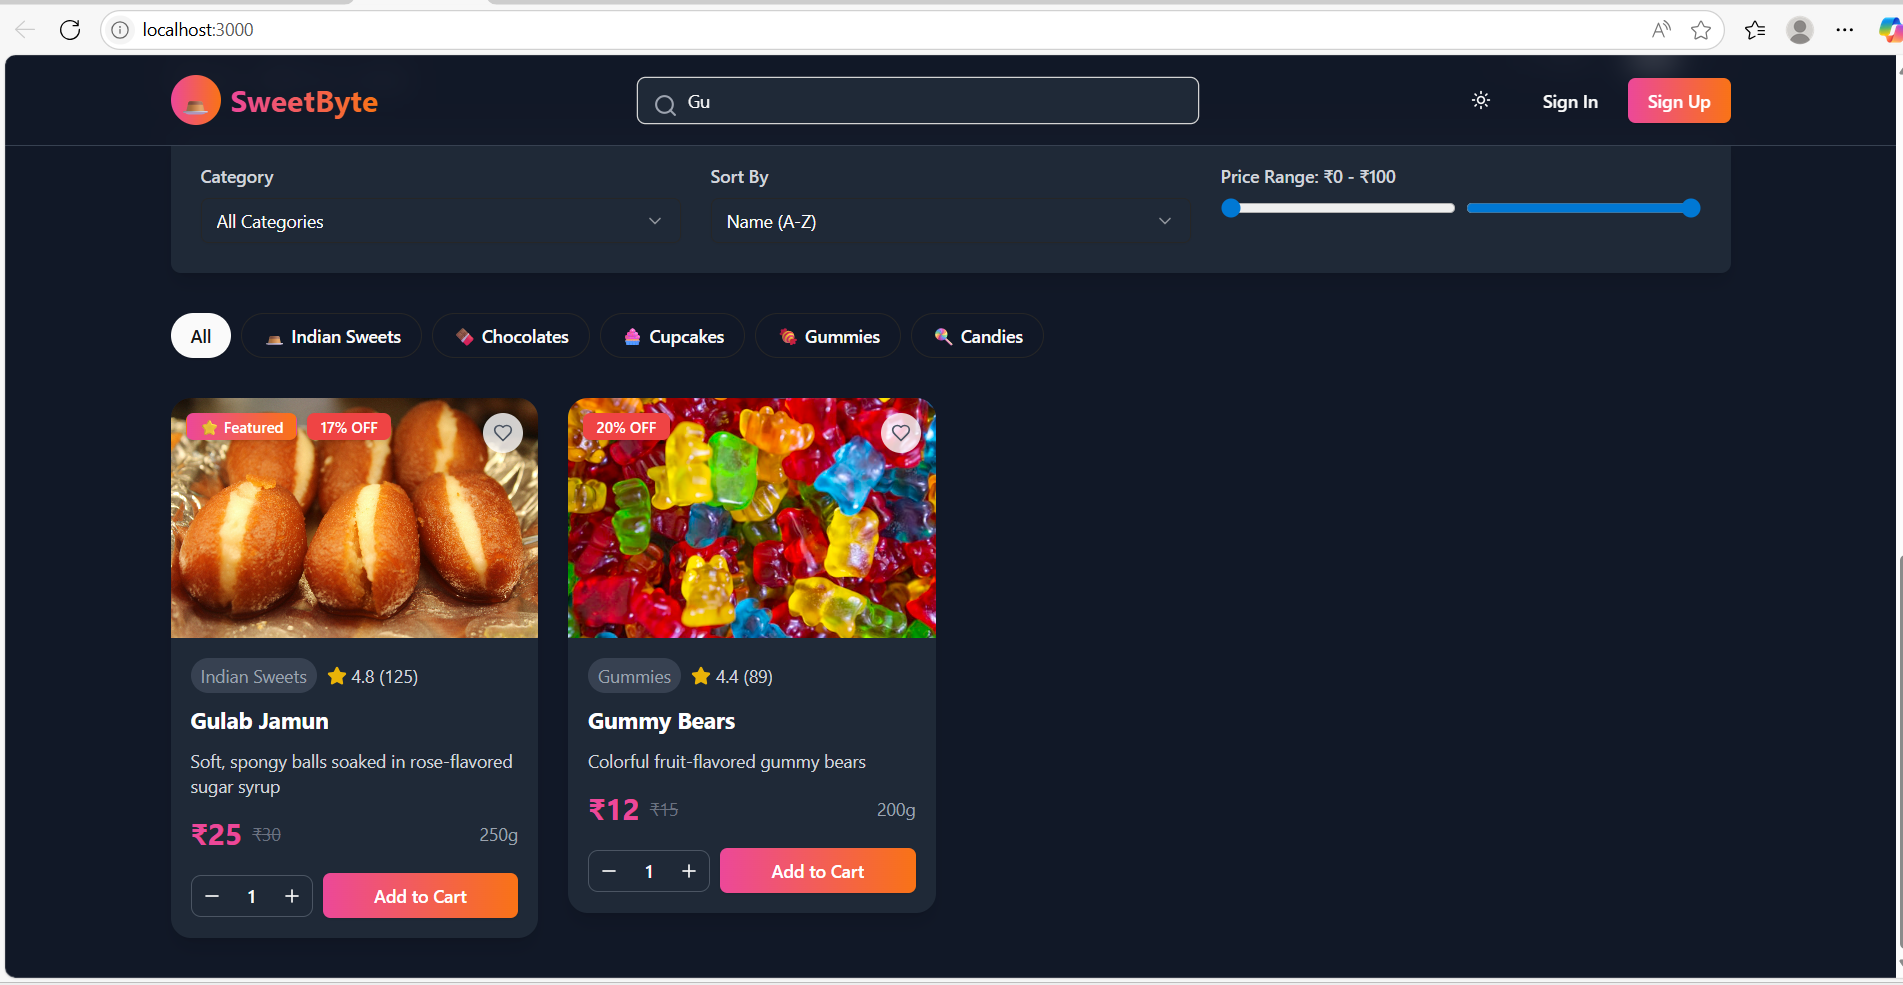 localhost:3000
SweetByte
Gu
Sign In
Sign Up
Category
Sort By
Price Range: ₹0 - ₹100
All Categories
Name (A-Z)
All
Indian Sweets
Chocolates
Cupcakes
Gummies
Candies
Featured
17% OFF
20% OFF
Indian Sweets
4.8 (125)
Gulab Jamun
Soft, spongy balls soaked in rose-flavored
sugar syrup
₹25 ₹30
250g
1
Add to Cart
Gummies
4.4 (89)
Gummy Bears
Colorful fruit-flavored gummy bears
₹12 ₹15
200g
1
Add to Cart